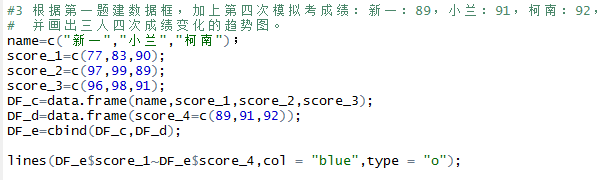 #3 根据第一题建数据框，加上第四次模拟考成绩：新一：89，小兰：91，柯南：92，
# 并画出三人四次成绩变化的趋势图。
name=c("新一","小兰","柯南");
score_1=c(77,83,90);
score_2=c(97,99,89);
score_3=c(96,98,91);
DF_c=data.frame(name,score_1,score_2,score_3);
DF_d=data.frame(score_4=c(89,91,92));
DF_e=cbind(DF_c,DF_d);
lines(DF_e$score_1~DF_e$score_4,col = "blue",type = "o");